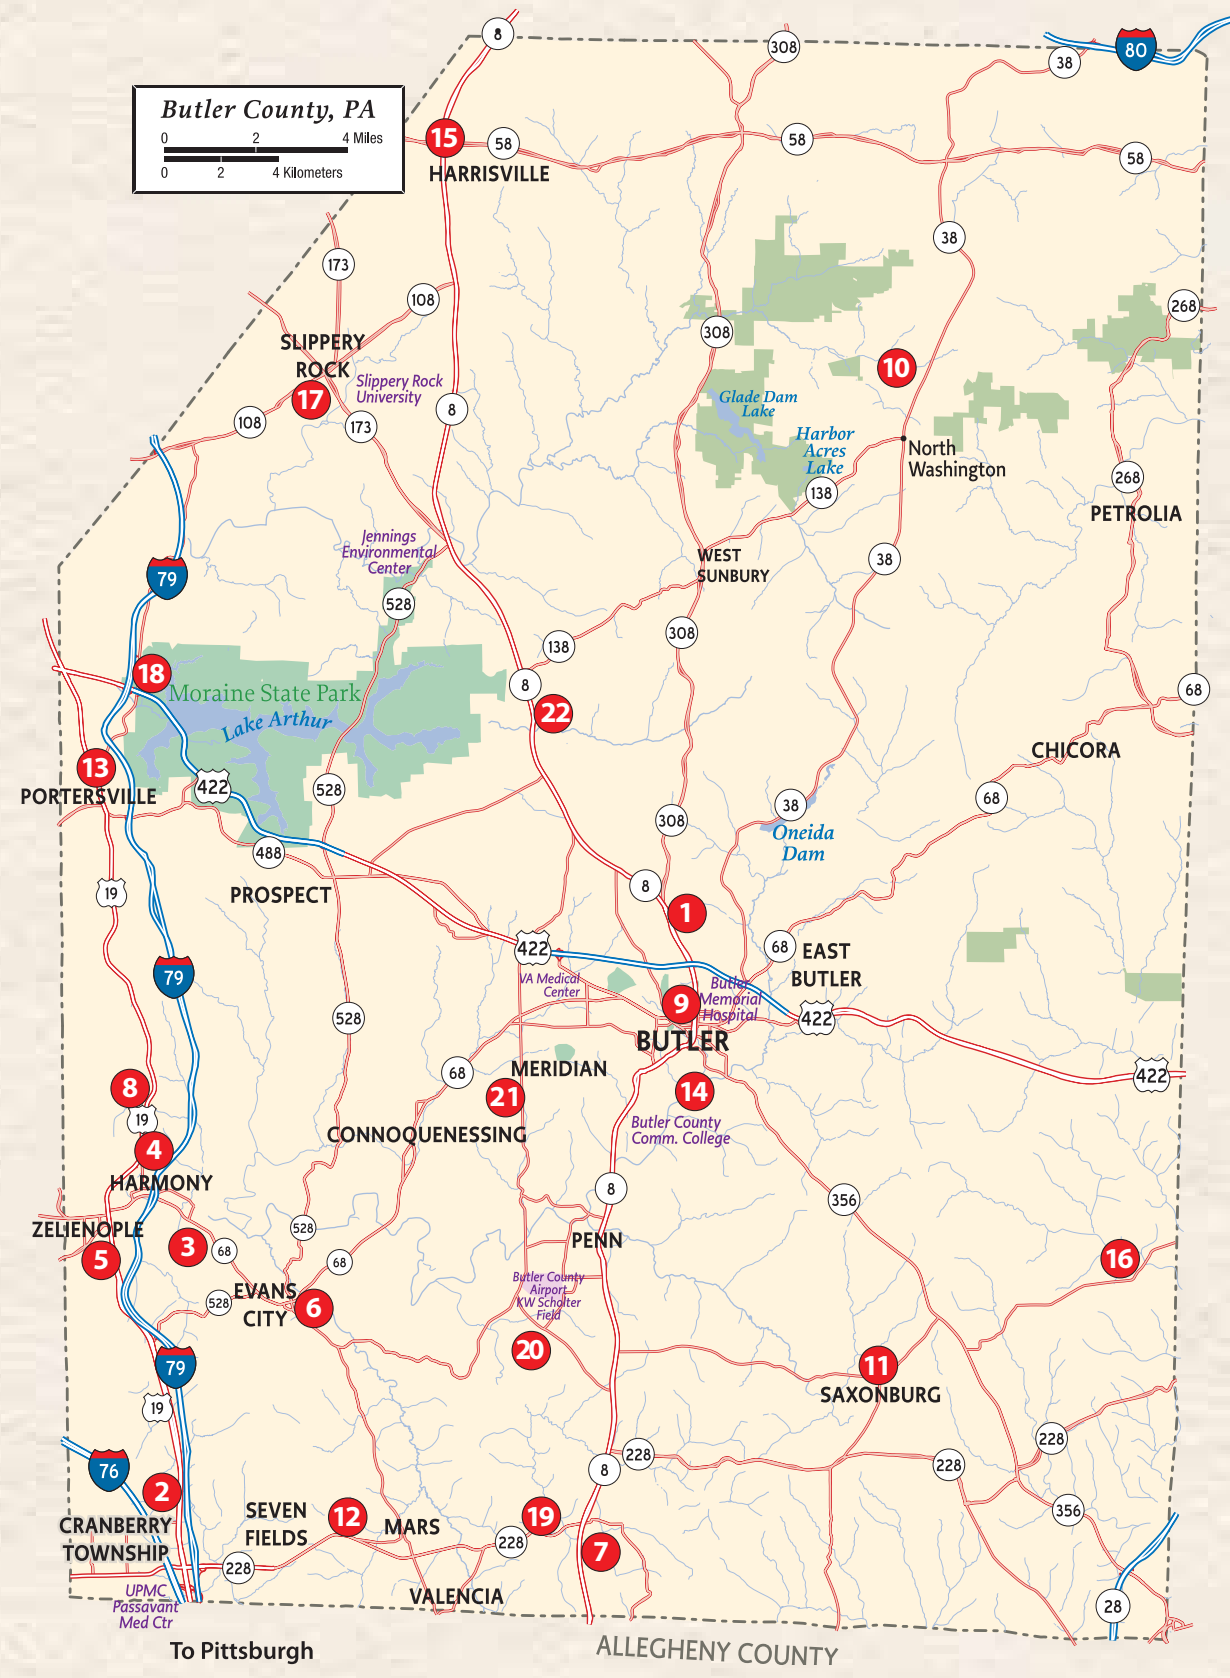 8
308
80
38
Butler County, PA
0 2 4 Miles
0 2 4 Kilometers
15
58
58
58
HARRISVILLE
38
173
108
268
308
SLIPPERY
ROCK
10
Slippery Rock
University
17
Glade Dam
Lake
8
108
173
Harbor
Acres
Lake
North
Washington
268
138
PETROLIA
Jennings
Environmental
Center
WEST
SUNBURY
38
79
528
308
138
18
Moraine State Park
8
68
22
Lake Arthur
CHICORA
13
PORTERSVILLE
422
528
68
38
308
Oneida
Dam
488
PROSPECT
19
8
1
422
68
EAST
BUTLER
79
VA Medical
Center
Butler
Memorial
Hospital
9
528
422
BUTLER
MERIDIAN
68
422
8
21
14
19
Butler County
Comm. College
CONNOQUENESSING
4
HARMONY
8
356
ZELIENOPLE
528
PENN
3
68
5
68
16
Butler County
Airport
KW Scholter
Field
EVANS
CITY
528
6
20
79
11
SAXONBURG
19
228
228
8
228
76
2
SEVEN
FIELDS
12
MARS
19
356
CRANBERRY
TOWNSHIP
228
7
228
UPMC
Passavant
Med Ctr
VALENCIA
28
To Pittsburgh
ALLEGHENY COUNTY